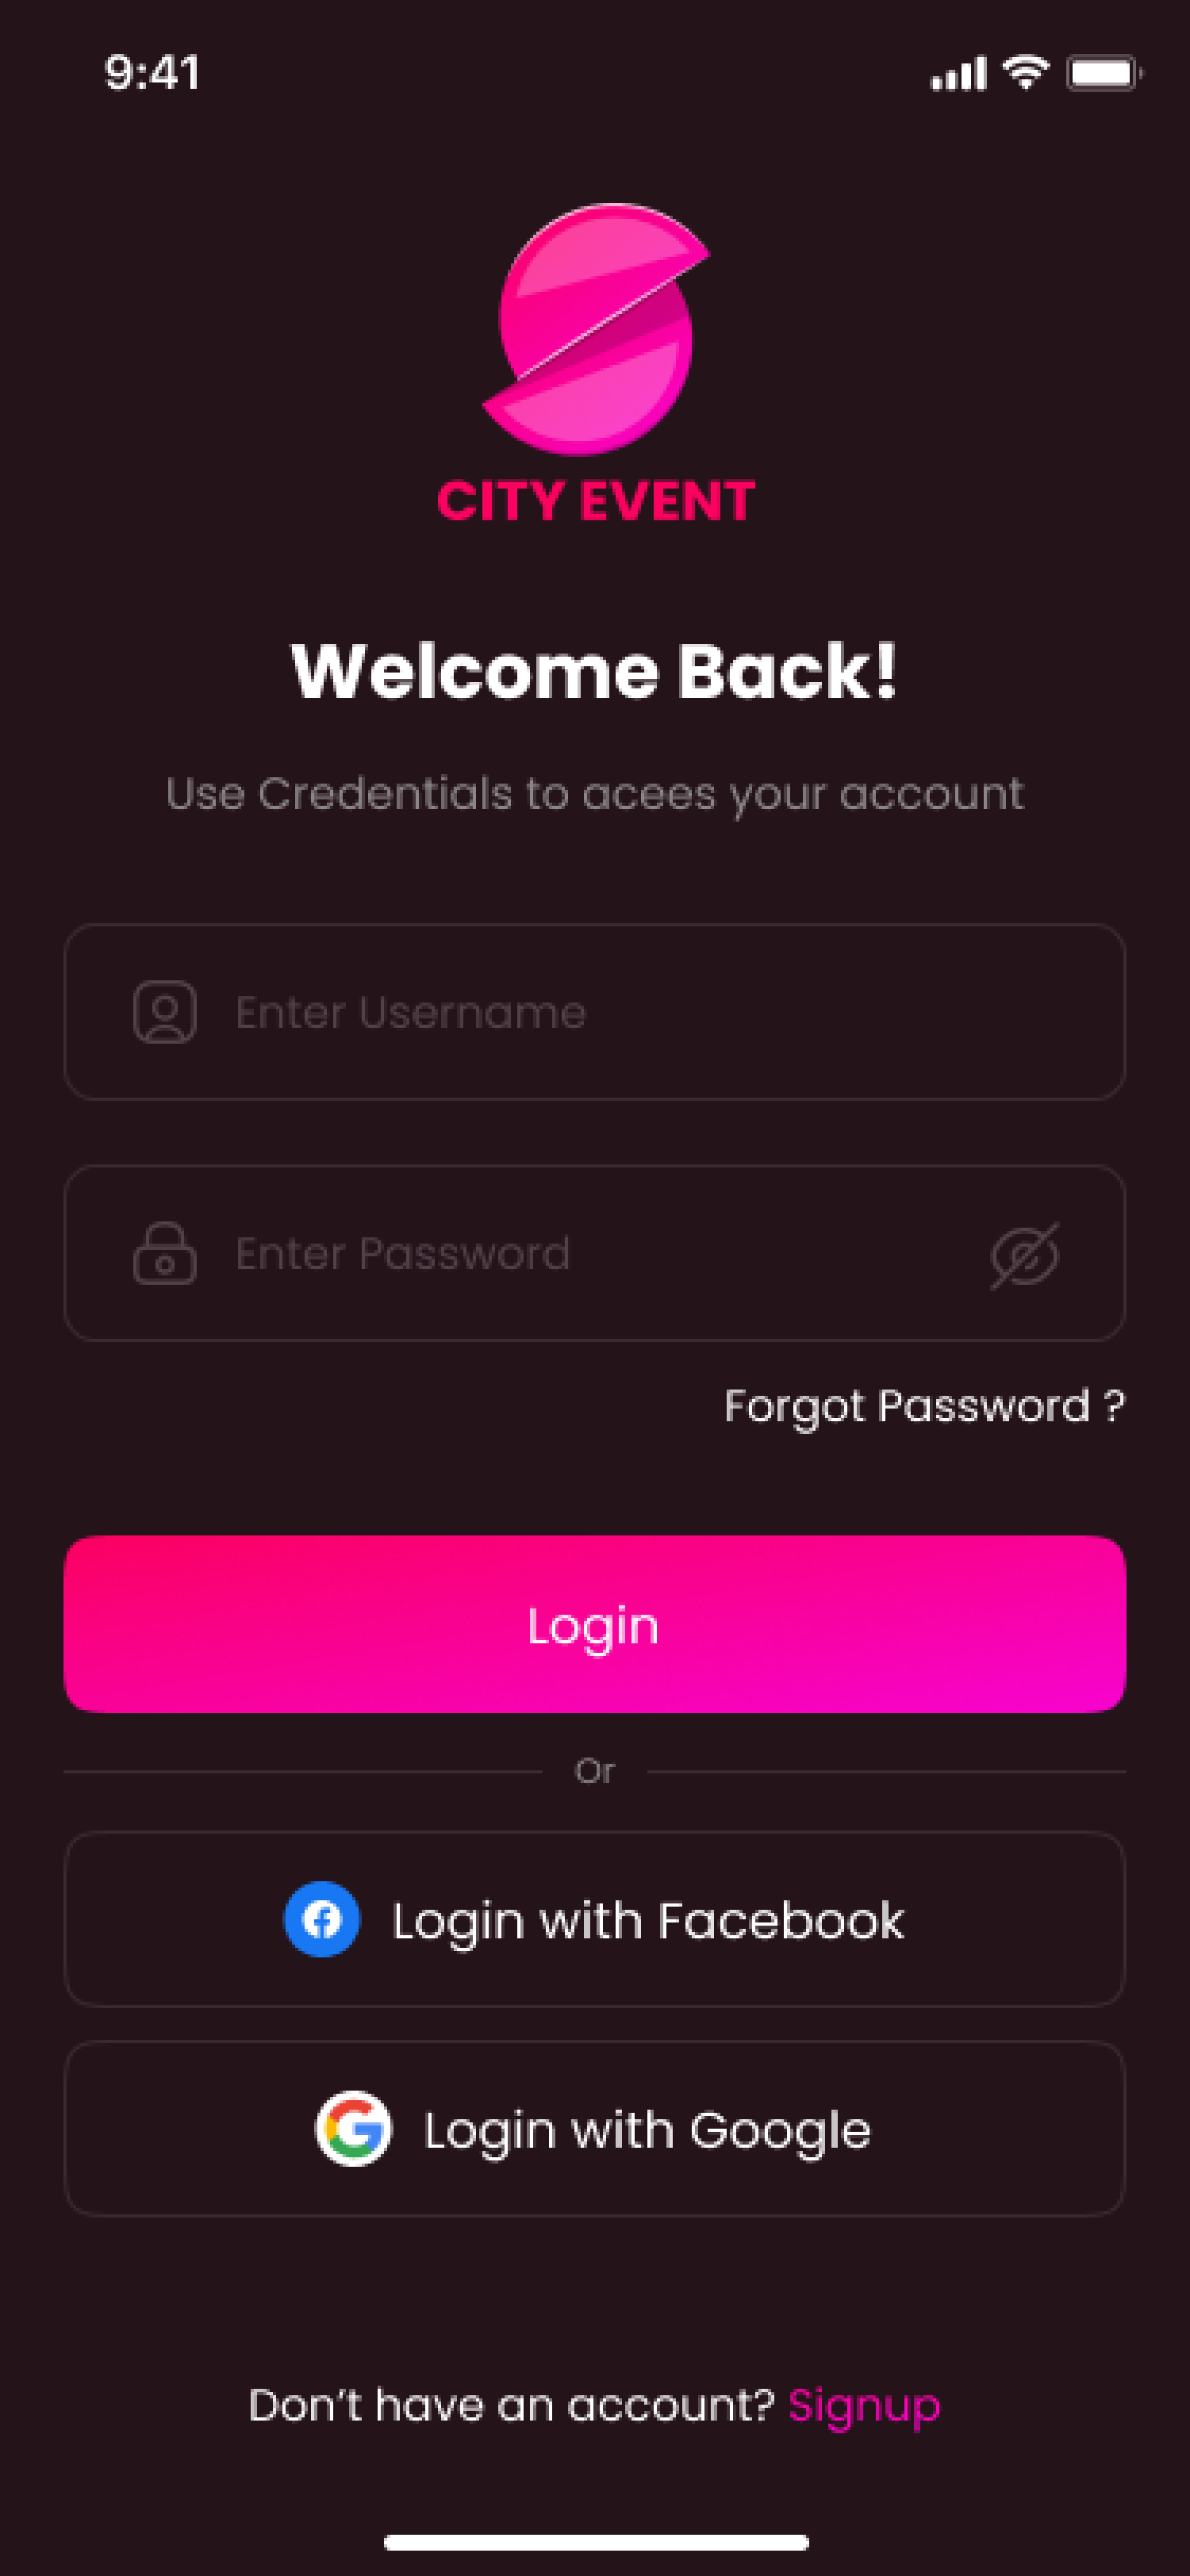 9:41
CITY EVENT
Welcome Back!
Use Credentials to acees your account
Enter Username
Enter Password
Forgot Password ?
Login
Or
Login with Facebook
Login with Google
Don't have an account? Signup